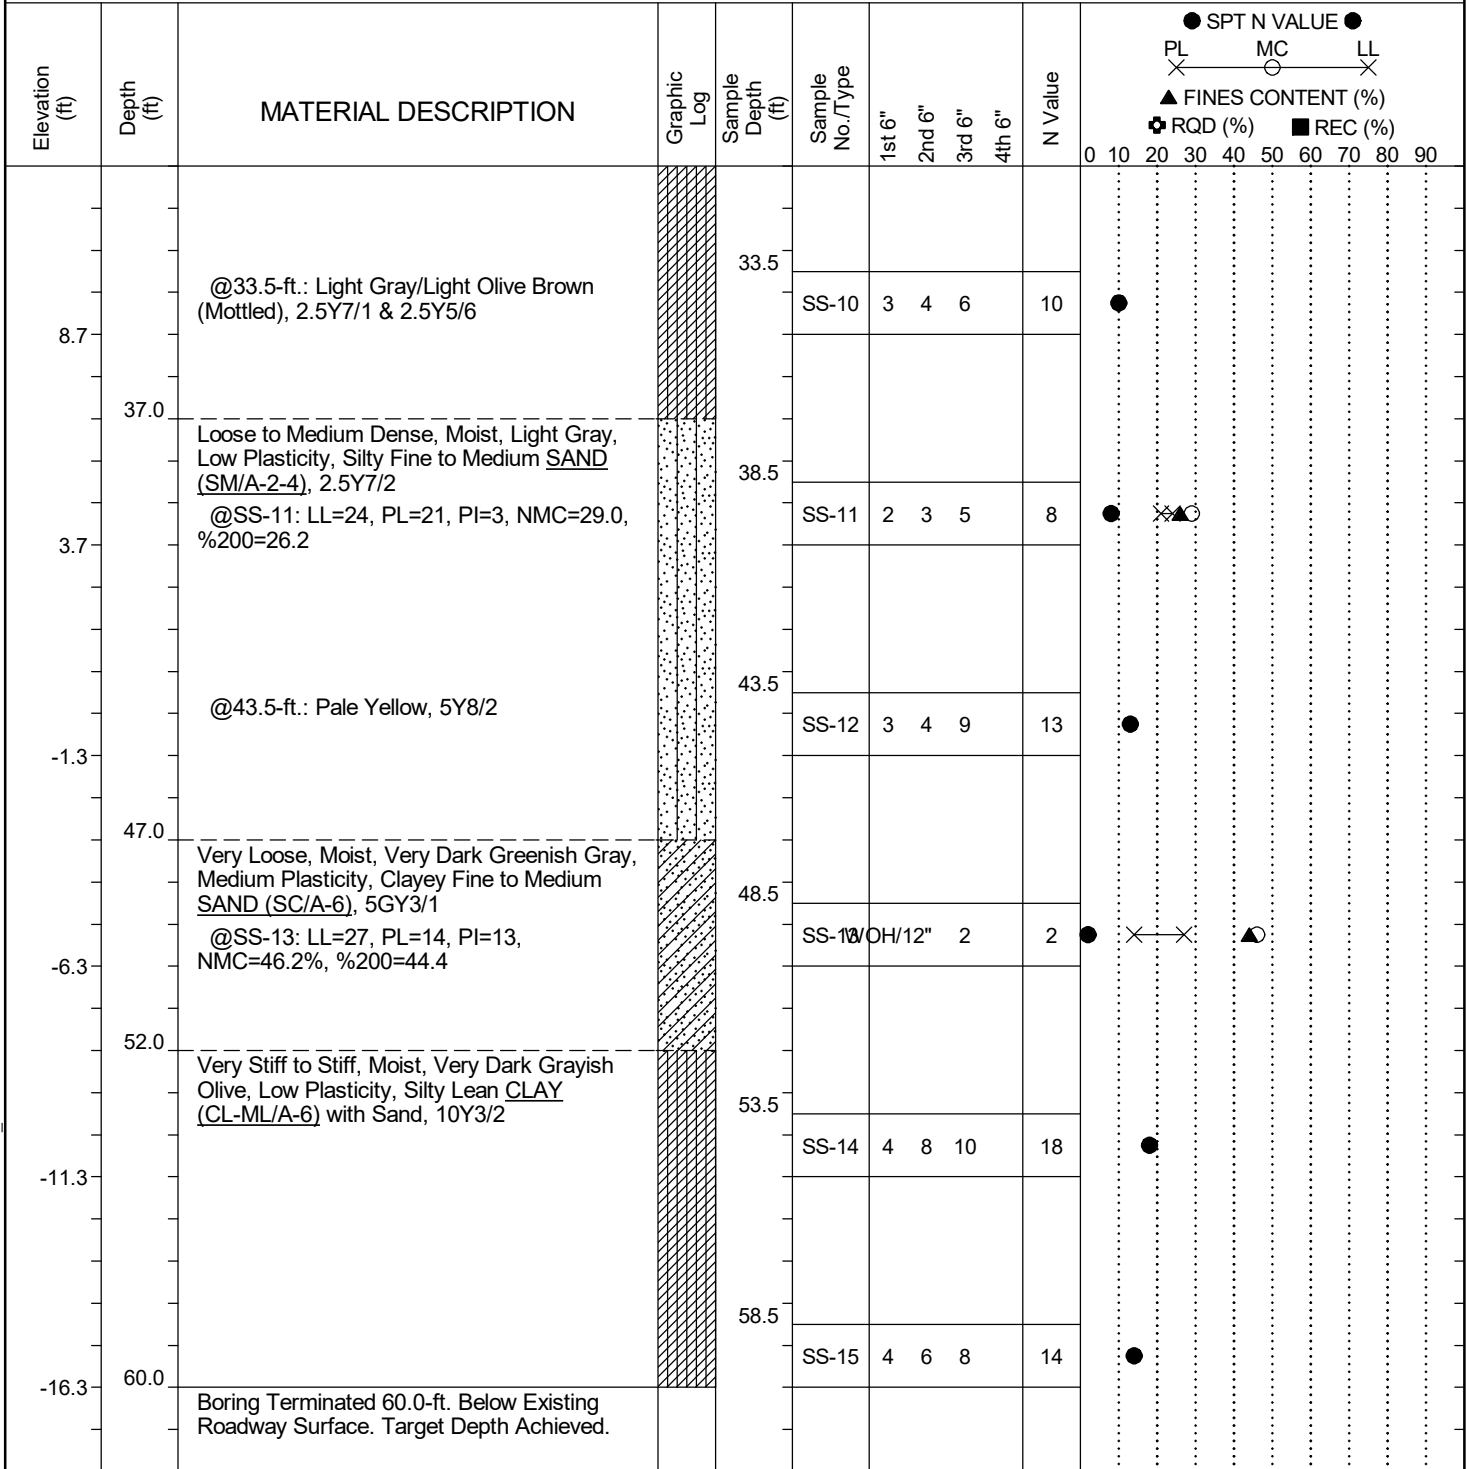 ● SPT N VALUE ●
PL MC LL
▲ FINES CONTENT (%)
RQD (%) ■ REC (%)
Elevation (ft)
Depth (ft)
MATERIAL DESCRIPTION
Graphic Log
Sample Depth (ft)
Sample No./Type
1st 6"
2nd 6"
3rd 6"
4th 6"
N Value
0 10 20 30 40 50 60 70 80 90
33.5
@33.5-ft.: Light Gray/Light Olive Brown
(Mottled), 2.5Y7/1 & 2.5Y5/6
SS-10 3 4 6 10
8.7
37.0
Loose to Medium Dense, Moist, Light Gray,
Low Plasticity, Silty Fine to Medium SAND
(SM/A-2-4), 2.5Y7/2
38.5
@SS-11: LL=24, PL=21, PI=3, NMC=29.0,
%200=26.2
SS-11 2 3 5 8
3.7
43.5
@43.5-ft.: Pale Yellow, 5Y8/2
SS-12 3 4 9 13
-1.3
47.0
Very Loose, Moist, Very Dark Greenish Gray,
Medium Plasticity, Clayey Fine to Medium
SAND (SC/A-6), 5GY3/1
48.5
@SS-13: LL=27, PL=14, PI=13,
NMC=46.2%, %200=44.4
SS-13 WOH/12" 2 2
-6.3
52.0
Very Stiff to Stiff, Moist, Very Dark Grayish
Olive, Low Plasticity, Silty Lean CLAY
(CL-ML/A-6) with Sand, 10Y3/2
53.5
SS-14 4 8 10 18
-11.3
58.5
SS-15 4 6 8 14
60.0
-16.3
Boring Terminated 60.0-ft. Below Existing
Roadway Surface. Target Depth Achieved.